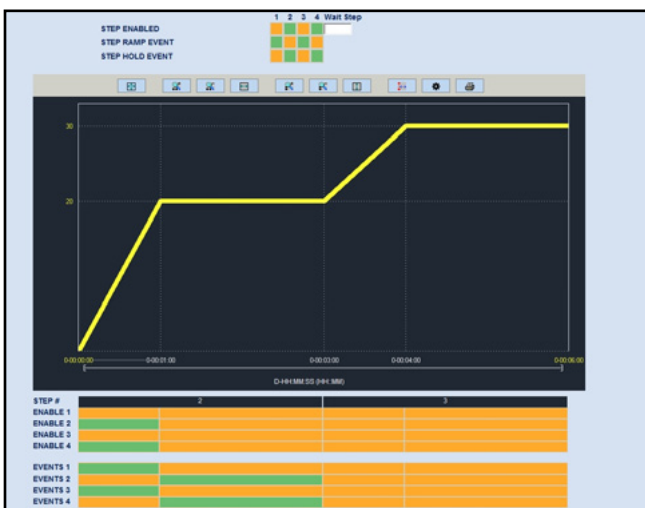 1 2 3 4 Wait Step
STEP ENABLED
STEP RAMP EVENT
STEP HOLD EVENT
30
20
0-00:00:00 0-00:01:00 0-00:03:00 0-00:04:00 0-00:06:00
D-HH:MM:SS (HH:MM)
STEP # 2 3
ENABLE 1
ENABLE 2
ENABLE 3
ENABLE 4
EVENTS 1
EVENTS 2
EVENTS 3
EVENTS 4